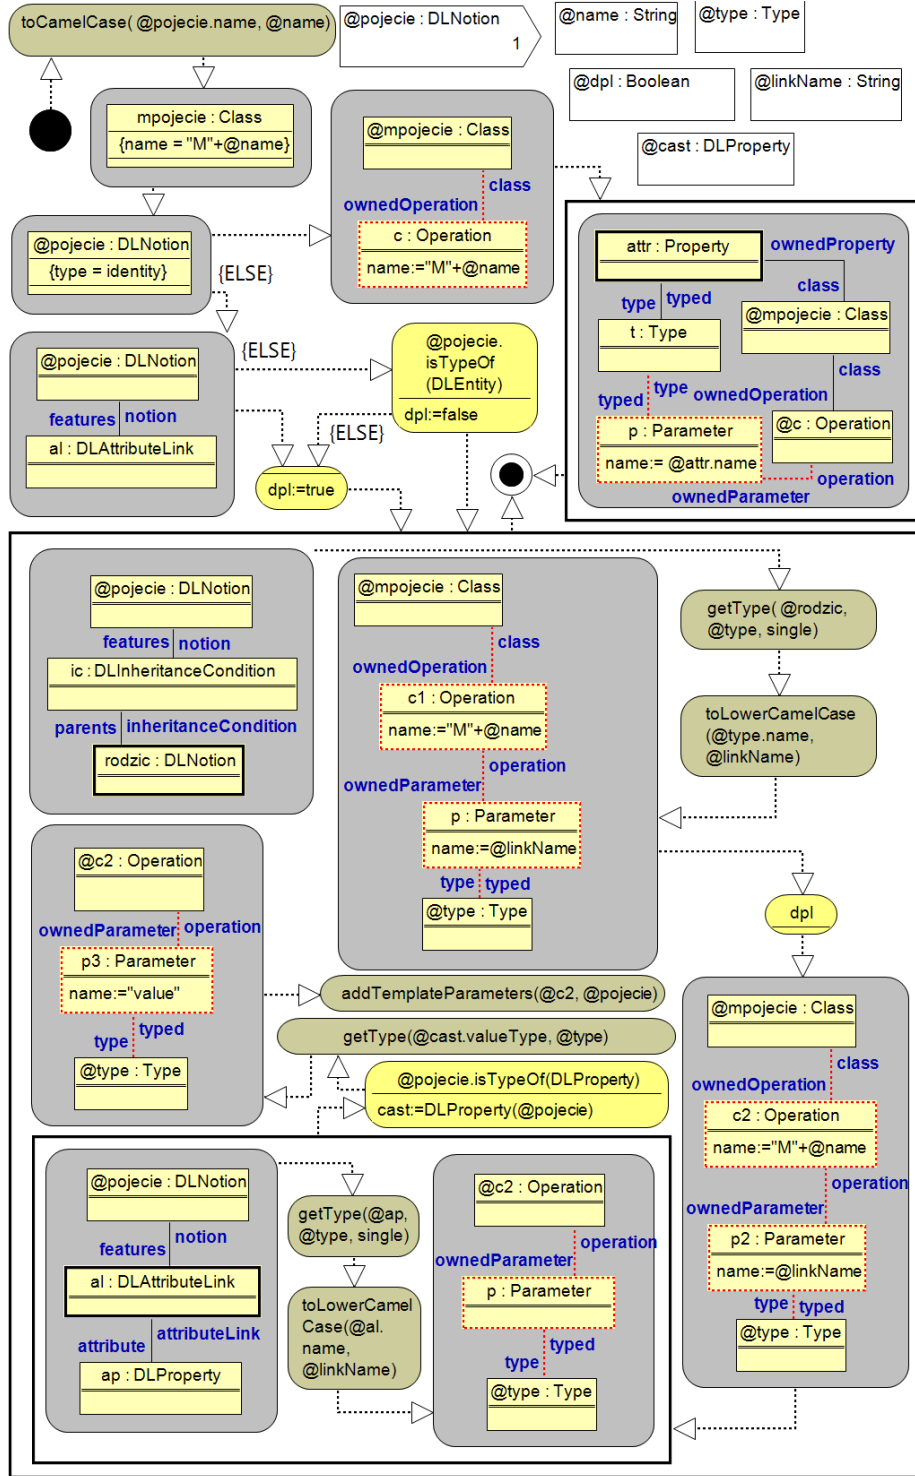 toCamelCase( @pojecie.name, @name)
@pojecie : DLNotion
1
@name : String
@type : Type
@dpl : Boolean
@linkName : String
@cast : DLProperty
mpojecie : Class
{name = "M"+@name}
@mpojecie : Class
class
ownedOperation
c : Operation
name:="M"+@name
@pojecie : DLNotion
{type = identity}
{ELSE}
attr : Property
ownedProperty
class
type
typed
@mpojecie : Class
t : Type
class
type
typed
ownedOperation
p : Parameter
name:= @attr.name
@c : Operation
operation
ownedParameter
@pojecie : DLNotion
features
notion
al : DLAttributeLink
{ELSE}
@pojecie.
isTypeOf
(DLEntity)
dpl:=false
{ELSE}
dpl:=true
@pojecie : DLNotion
features
notion
ic : DLInheritanceCondition
parents
inheritanceCondition
rodzic : DLNotion
@mpojecie : Class
class
ownedOperation
c1 : Operation
name:="M"+@name
operation
ownedParameter
p : Parameter
name:=@linkName
type
typed
@type : Type
getType( @rodzic,
@type, single)
toLowerCamelCase
(@type.name,
@linkName)
dpl
@c2 : Operation
ownedParameter
operation
p3 : Parameter
name:="value"
type
typed
@type : Type
addTemplateParameters(@c2, @pojecie)
getType(@cast.valueType, @type)
@pojecie.isTypeOf(DLProperty)
cast:=DLProperty(@pojecie)
@mpojecie : Class
class
ownedOperation
c2 : Operation
name:="M"+@name
operation
ownedParameter
p2 : Parameter
name:=@linkName
type
typed
@type : Type
@pojecie : DLNotion
features
notion
al : DLAttributeLink
attribute
attributeLink
ap : DLProperty
getType(@ap,
@type, single)
toLowerCamel
Case(@al.
name,
@linkName)
@c2 : Operation
operation
ownedParameter
p : Parameter
typed
type
@type : Type